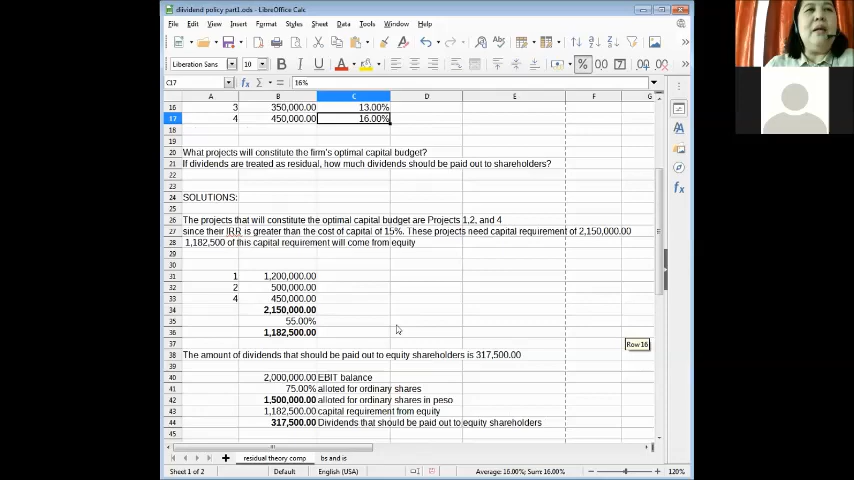 dividend policy part1.ods - LibreOffice Calc
File Edit View Insert Format Styles Sheet Data Tools Window Help
Liberation Sans 10
C17 16%
A B C D E F G
16 3 350,000.00 13.00%
17 4 450,000.00 16.00%
18
19
20 What projects will constitute the firm's optimal capital budget?
21 If dividends are treated as residual, how much dividends should be paid out to shareholders?
22
23
24 SOLUTIONS:
25
26 The projects that will constitute the optimal capital budget are Projects 1,2, and 4
27 since their IRR is greater than the cost of capital of 15%. These projects need capital requirement of 2,150,000.00
28 1,182,500 of this capital requirement will come from equity
29
30
31 1 1,200,000.00
32 2 500,000.00
33 4 450,000.00
34 2,150,000.00
35 55.00%
36 1,182,500.00
37 Row 16
38 The amount of dividends that should be paid out to equity shareholders is 317,500.00
39
40 2,000,000.00 EBIT balance
41 75.00% alloted for ordinary shares
42 1,500,000.00 alloted for ordinary shares in peso
43 1,182,500.00 capital requirement from equity
44 317,500.00 Dividends that should be paid out to equity shareholders
45
residual theory comp bs and is
Sheet 1 of 2 Default English (USA) Average: 16.00%; Sum: 16.00% 120%